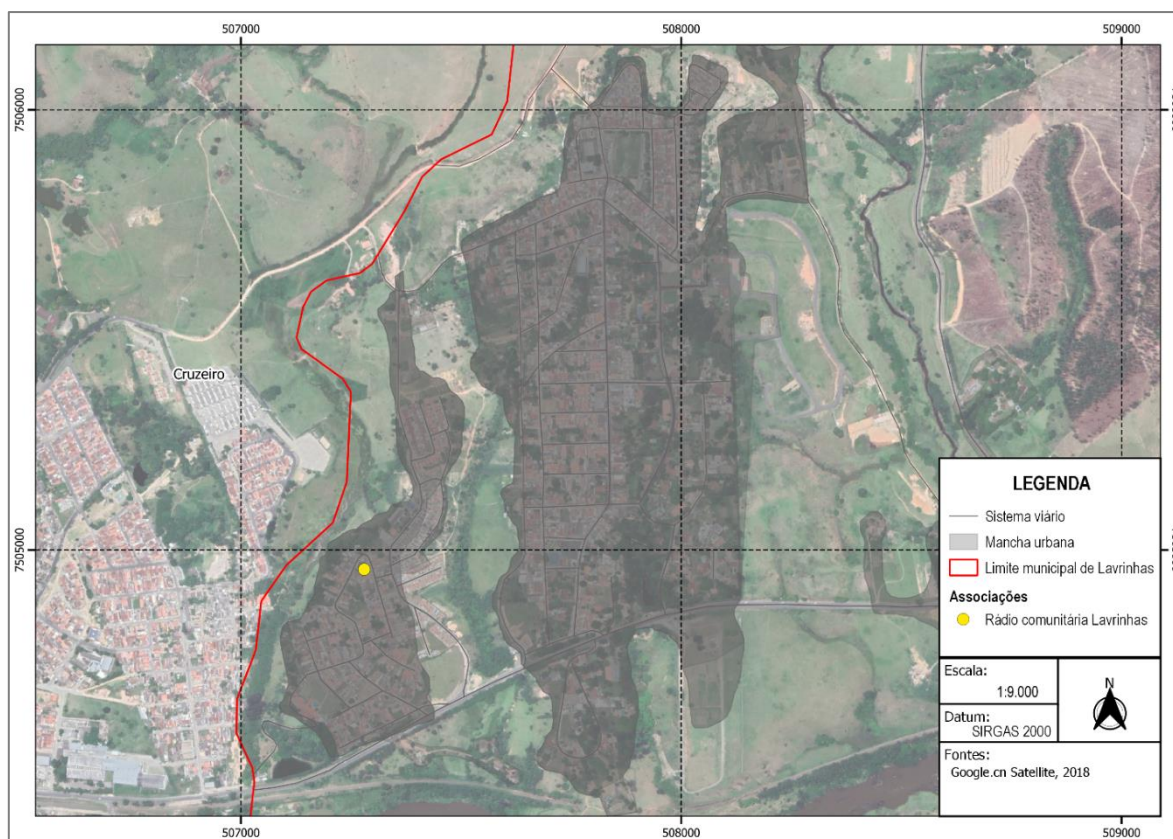 507000
508000
509000
7506000
Cruzeiro
7505000
LEGENDA
Sistema viário
Mancha urbana
Limite municipal de Lavrinhas
Associações
Rádio comunitária Lavrinhas
Escala:
1:9.000
N
Datum:
SIRGAS 2000
Fontes:
Google.cn Satellite, 2018
507000
508000
509000